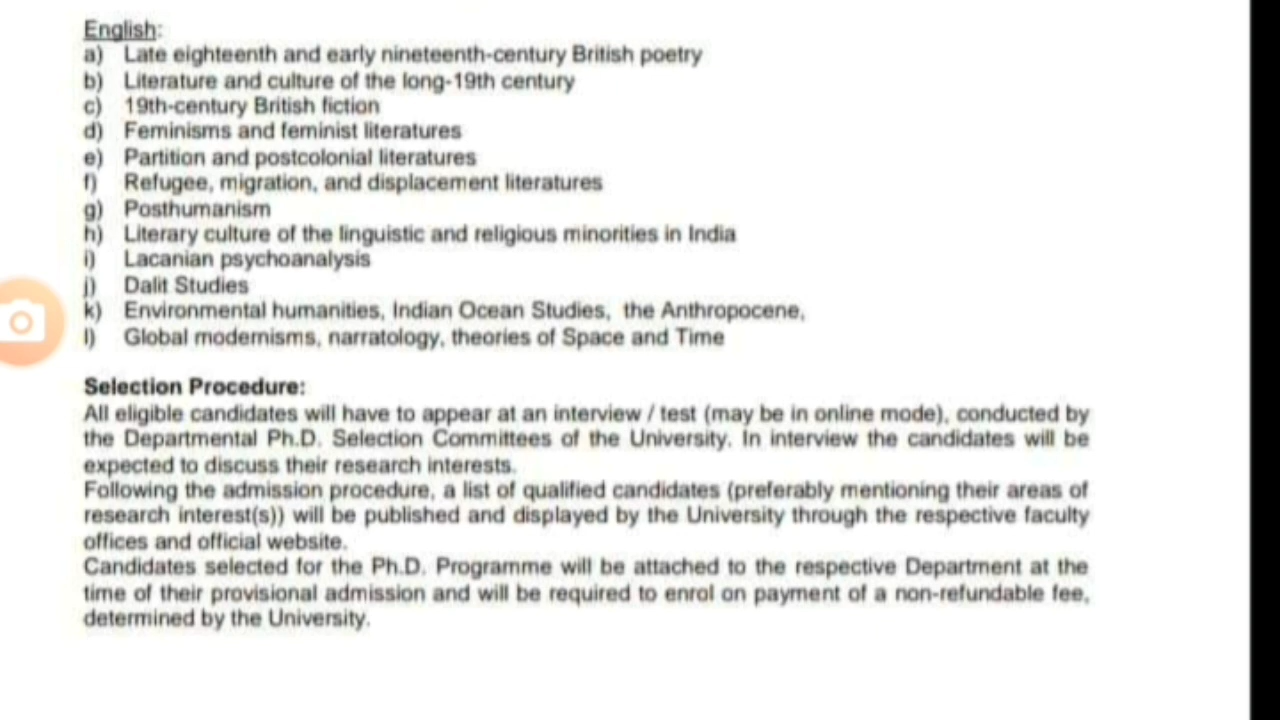 English:
a) Late eighteenth and early nineteenth-century British poetry
b) Literature and culture of the long-19th century
c) 19th-century British fiction
d) Feminisms and feminist literatures
e) Partition and postcolonial literatures
f) Refugee, migration, and displacement literatures
g) Posthumanism
h) Literary culture of the linguistic and religious minorities in India
i) Lacanian psychoanalysis
j) Dalit Studies
k) Environmental humanities, Indian Ocean Studies, the Anthropocene,
l) Global modernisms, narratology, theories of Space and Time
Selection Procedure:
All eligible candidates will have to appear at an interview / test (may be in online mode), conducted by
the Departmental Ph.D. Selection Committees of the University. In interview the candidates will be
expected to discuss their research interests.
Following the admission procedure, a list of qualified candidates (preferably mentioning their areas of
research interest(s)) will be published and displayed by the University through the respective faculty
offices and official website.
Candidates selected for the Ph.D. Programme will be attached to the respective Department at the
time of their provisional admission and will be required to enrol on payment of a non-refundable fee,
determined by the University.